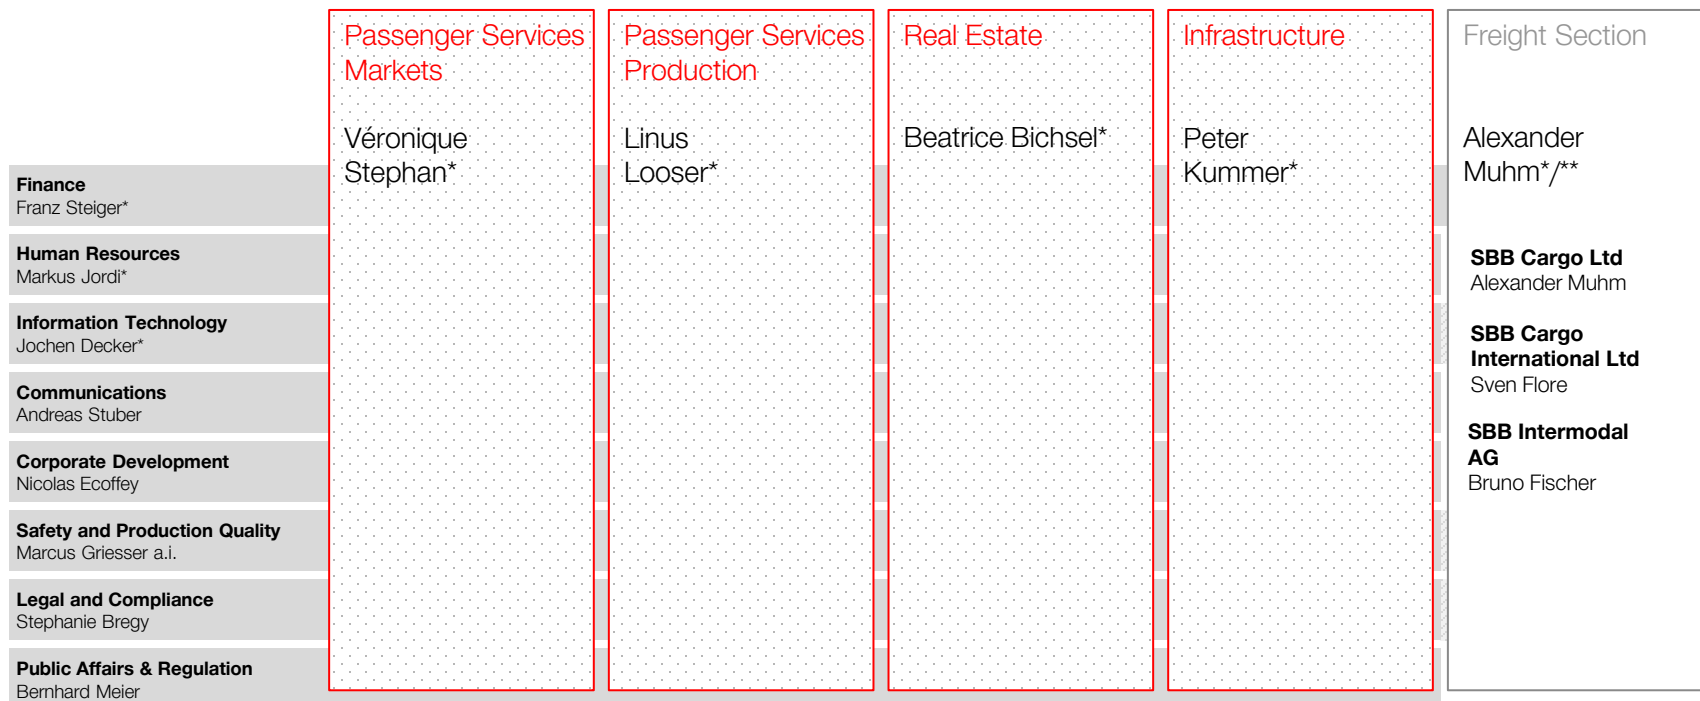 Passenger Services
Markets
Véronique
Stephan*
Passenger Services
Production
Linus
Looser*
Real Estate
Beatrice Bichsel*
Infrastructure
Peter
Kummer*
Freight Section
Alexander
Muhm*/**
SBB Cargo Ltd
Alexander Muhm
SBB Cargo
International Ltd
Sven Flore
SBB Intermodal
AG
Bruno Fischer
Finance
Franz Steiger*
Human Resources
Markus Jordi*
Information Technology
Jochen Decker*
Communications
Andreas Stuber
Corporate Development
Nicolas Ecoffey
Safety and Production Quality
Marcus Griesser a.i.
Legal and Compliance
Stephanie Bregy
Public Affairs & Regulation
Bernhard Meier